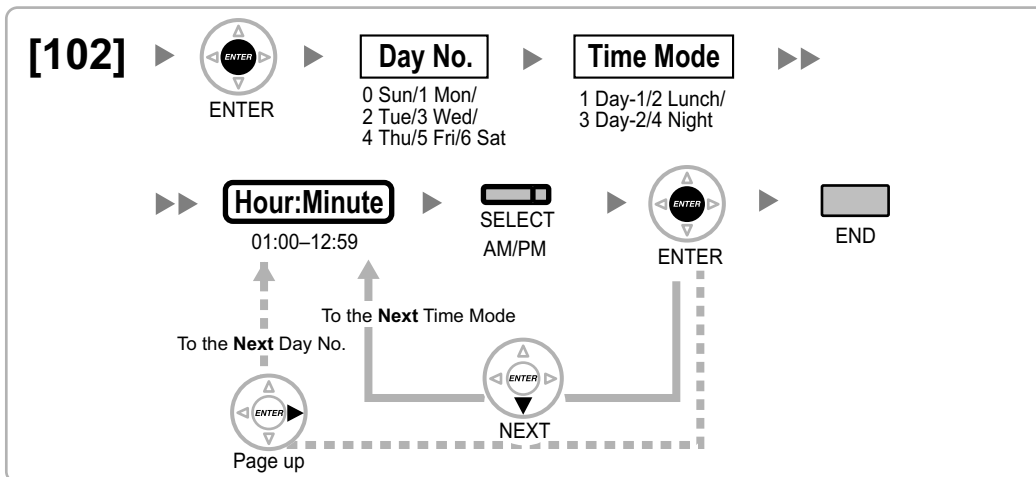 [102]
ENTER
ENTER
Day No.
0 Sun/1 Mon/
2 Tue/3 Wed/
4 Thu/5 Fri/6 Sat
Time Mode
1 Day-1/2 Lunch/
3 Day-2/4 Night
Hour:Minute
01:00–12:59
SELECT
AM/PM
ENTER
ENTER
END
To the Next Time Mode
To the Next Day No.
ENTER
NEXT
ENTER
Page up